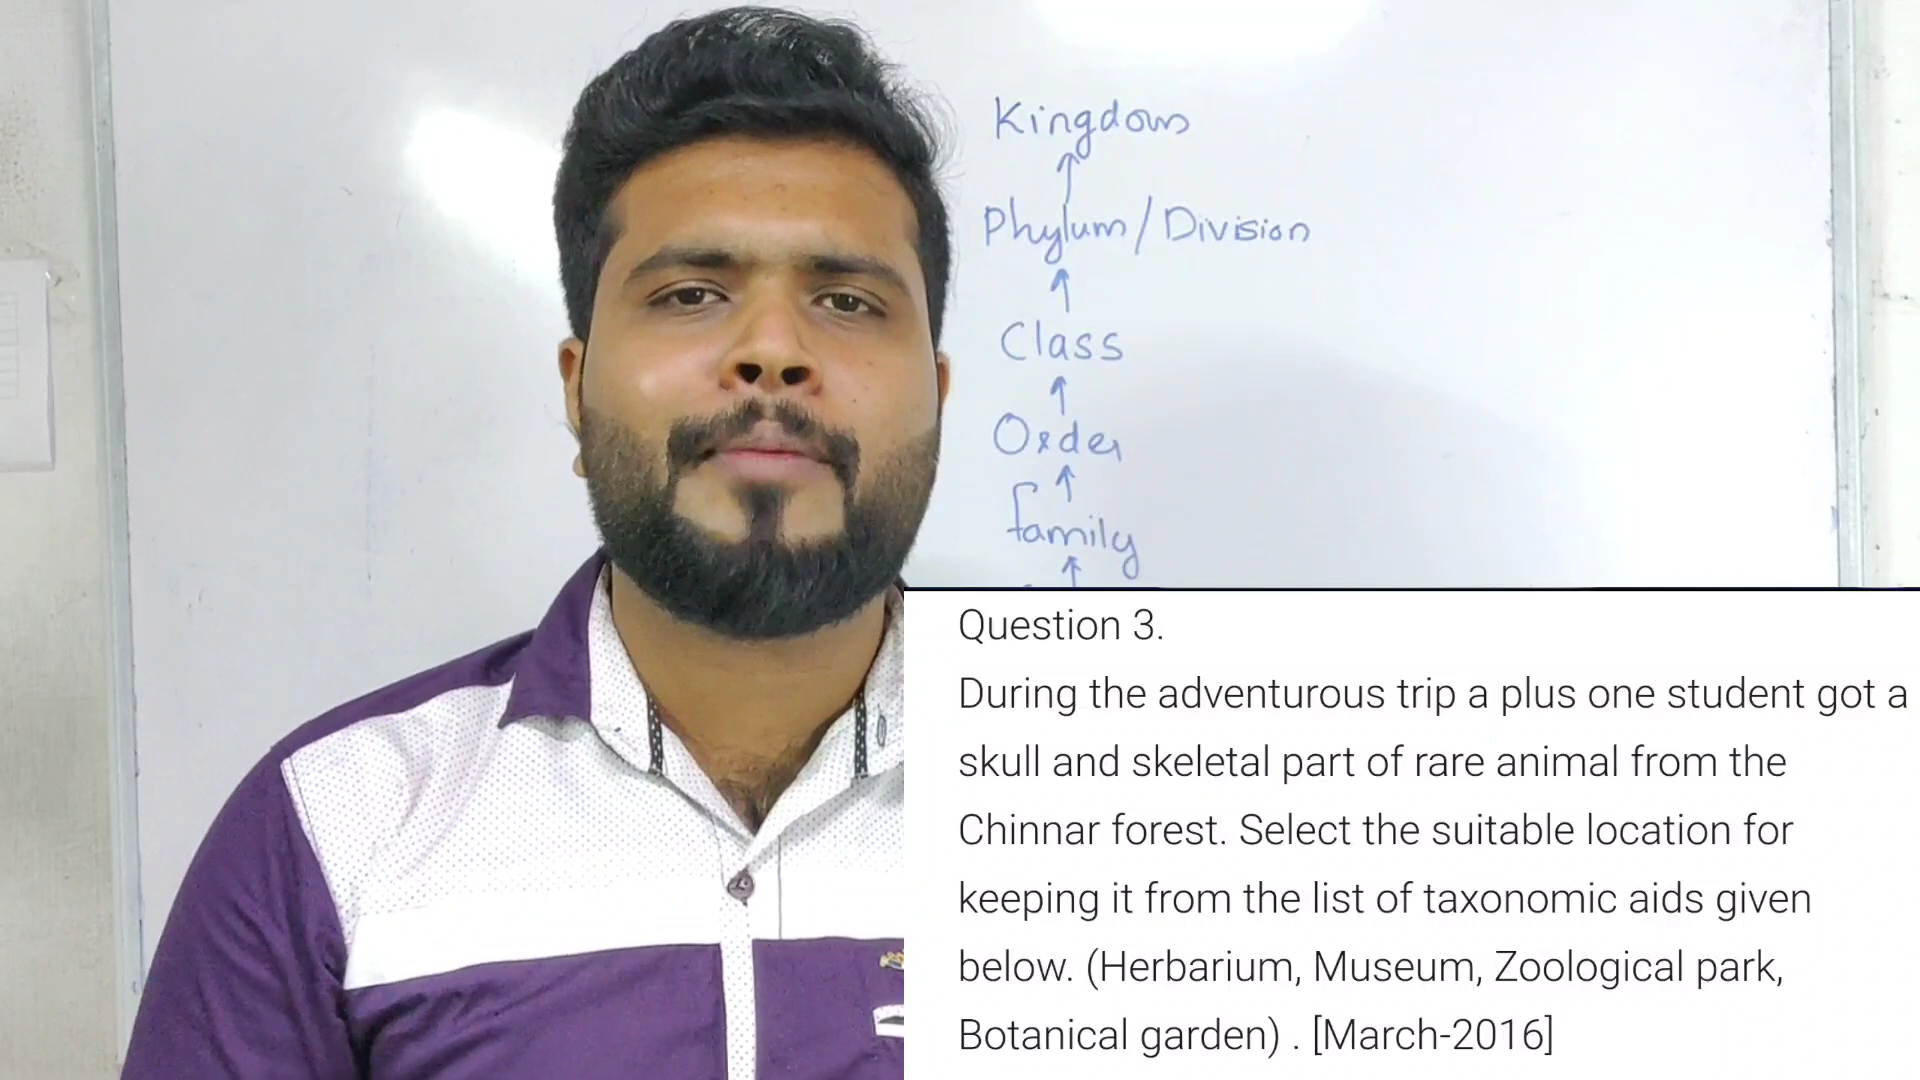 Kingdom
Phylum / Division
Class
Order
family
Question 3.
During the adventurous trip a plus one student got a
skull and skeletal part of rare animal from the
Chinnar forest. Select the suitable location for
keeping it from the list of taxonomic aids given
below. (Herbarium, Museum, Zoological park,
Botanical garden) . [March-2016]